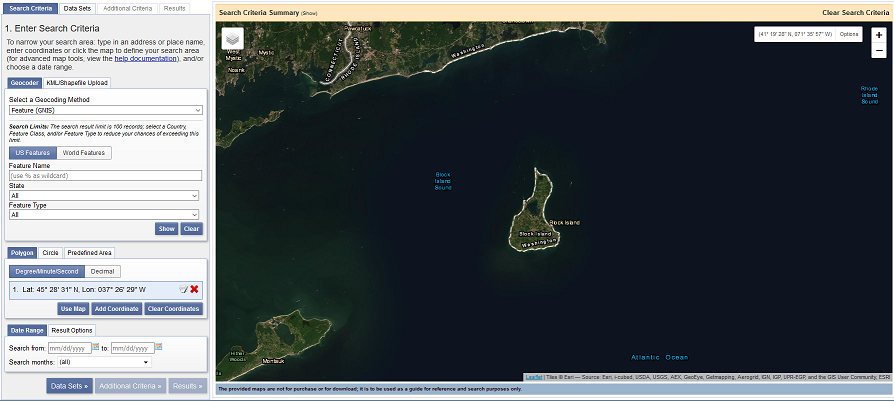 Search Criteria Data Sets Additional Criteria Results
1. Enter Search Criteria
To narrow your search area: type in an address or place name,
enter coordinates or click the map to define your search area
(for advanced map tools, view the help documentation), and/or
choose a date range.
Geocoder KML/Shapefile Upload
Select a Geocoding Method
Feature (GNIS)
Search Limits: The search result limit is 100 records; select a Country,
Feature Class, and/or Feature Type to reduce your chances of exceeding this
limit.
US Features World Features
Feature Name
(use % as wildcard)
State
All
Feature Type
All
Show Clear
Polygon Circle Predefined Area
Degree/Minute/Second Decimal
1. Lat: 45° 28' 31" N, Lon: 037° 26' 29" W
Use Map Add Coordinate Clear Coordinates
Date Range Result Options
Search from: mm/dd/yyyy to: mm/dd/yyyy
Search months: (all)
Data Sets » Additional Criteria » Results »
Search Criteria Summary (Show) Clear Search Criteria
(41° 19' 28" N, 071° 35' 57" W) Options
+
−
Pawcatuck
West
Mystic
Mystic
Noank
CONNECTICUT
RHODE ISLAND
Washington
Rhode
Island
Sound
Block
Island
Sound
Block Island
Block Island
Washington
Hither
Woods
Montauk
Atlantic Ocean
Leaflet | Tiles © Esri — Source: Esri, i-cubed, USDA, USGS, AEX, GeoEye, Getmapping, Aerogrid, IGN, IGP, UPR-EGP, and the GIS User Community, ESRI
The provided maps are not for purchase or for download; it is to be used as a guide for reference and search purposes only.